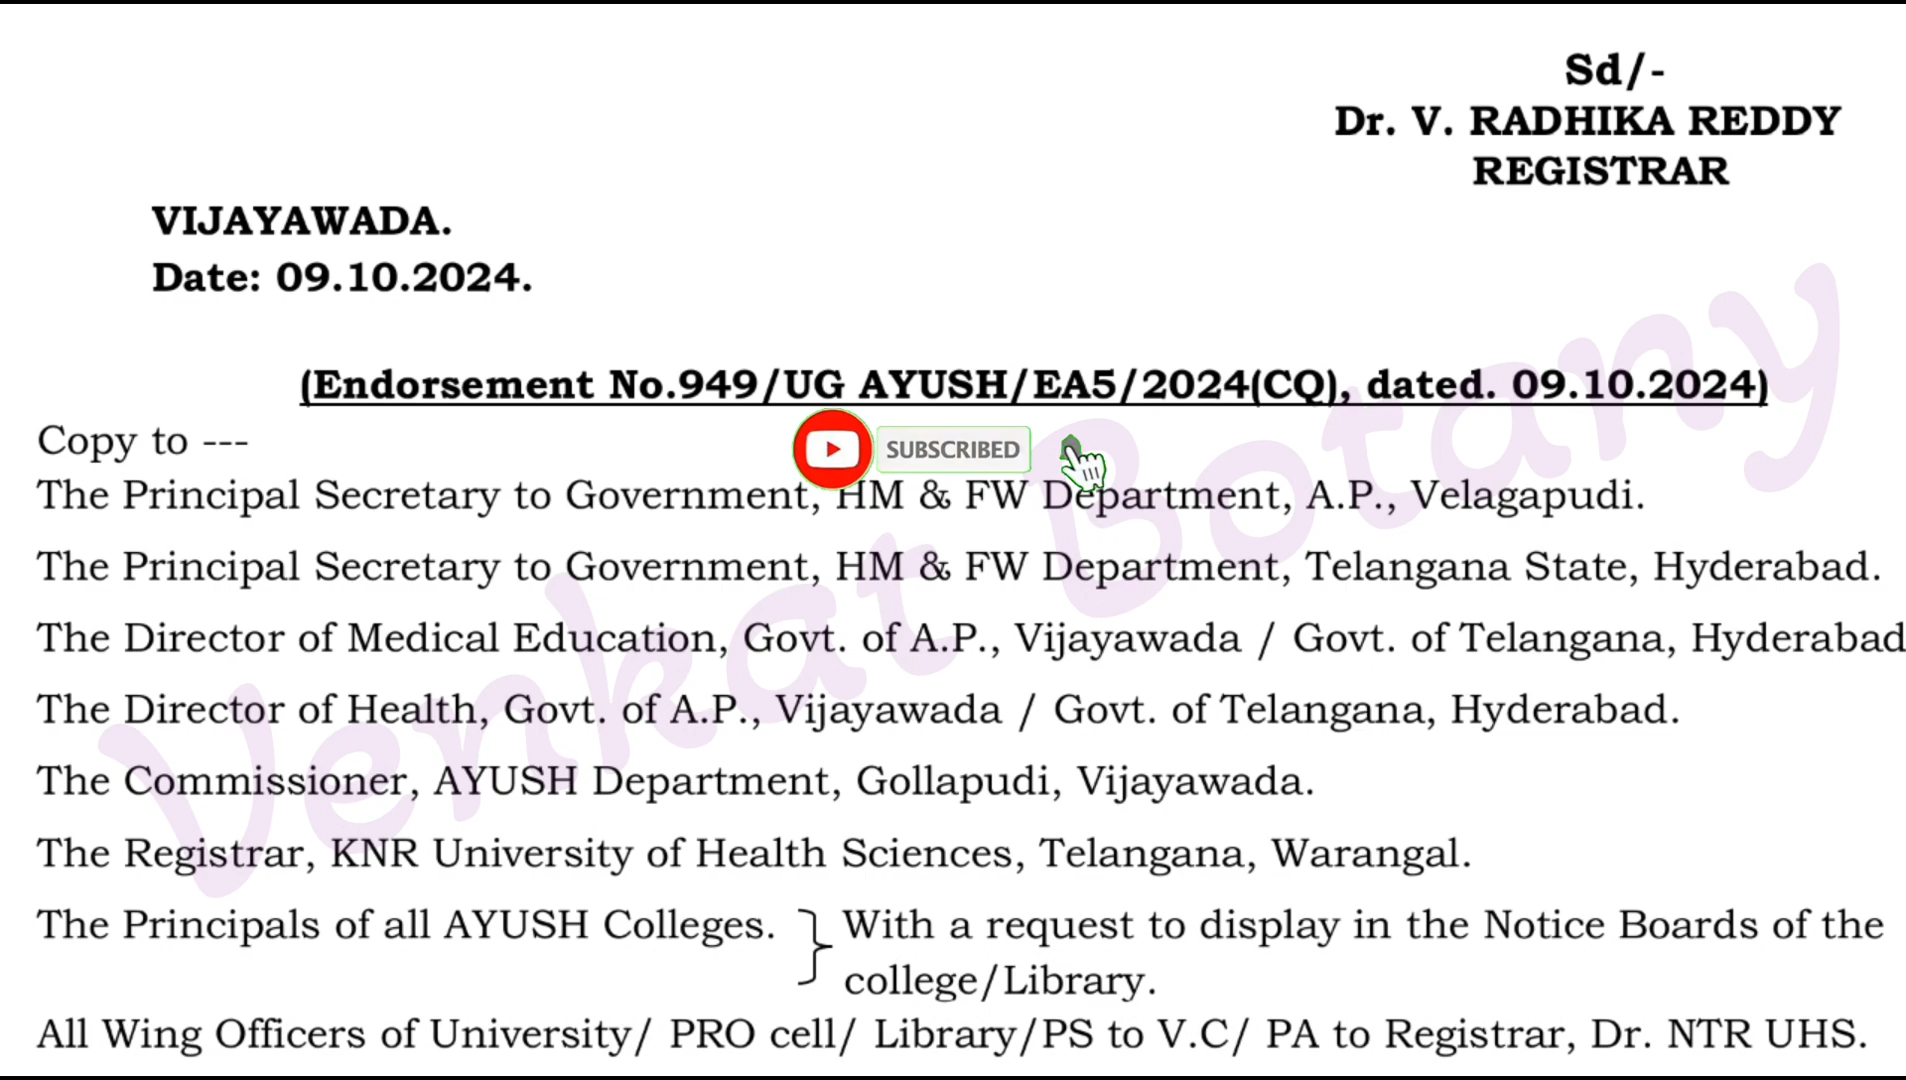 Sd/-
Dr. V. RADHIKA REDDY
REGISTRAR
VIJAYAWADA.
Date: 09.10.2024.
(Endorsement No.949/UG AYUSH/EA5/2024(CQ), dated. 09.10.2024)
Copy to ---
SUBSCRIBED
The Principal Secretary to Government, HM & FW Department, A.P., Velagapudi.
The Principal Secretary to Government, HM & FW Department, Telangana State, Hyderabad.
The Director of Medical Education, Govt. of A.P., Vijayawada / Govt. of Telangana, Hyderabad
The Director of Health, Govt. of A.P., Vijayawada / Govt. of Telangana, Hyderabad.
The Commissioner, AYUSH Department, Gollapudi, Vijayawada.
The Registrar, KNR University of Health Sciences, Telangana, Warangal.
The Principals of all AYUSH Colleges. } With a request to display in the Notice Boards of the
college/Library.
All Wing Officers of University/ PRO cell/ Library/PS to V.C/ PA to Registrar, Dr. NTR UHS.
Venkat Botany